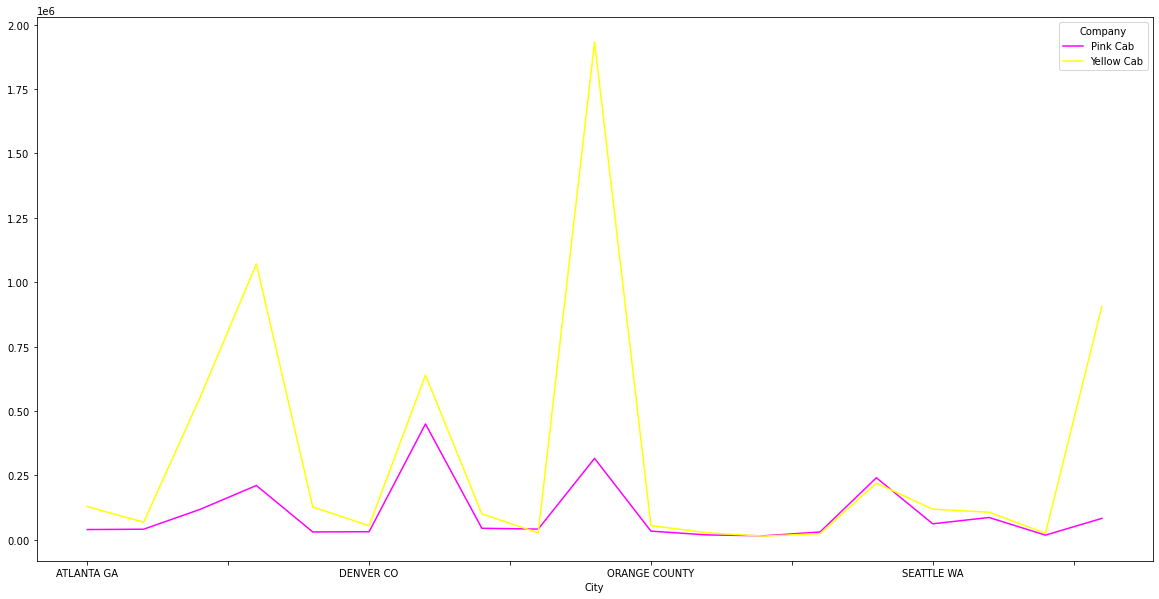 1e6
2.00
1.75
1.50
1.25
1.00
0.75
0.50
0.25
0.00
Company
Pink Cab
Yellow Cab
ATLANTA GA DENVER CO ORANGE COUNTY SEATTLE WA
City